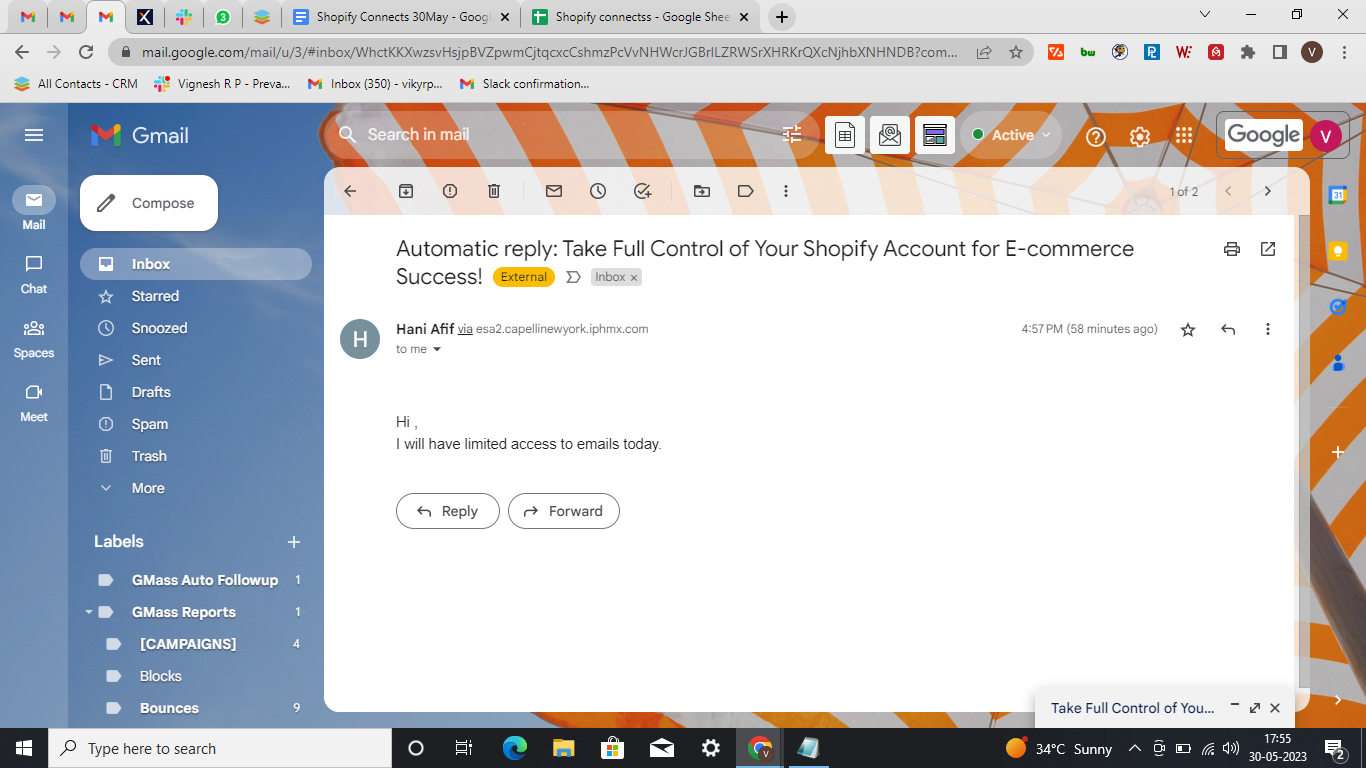 Shopify Connects 30May - Goog
Shopify connectss - Google Shee
mail.google.com/mail/u/3/#inbox/WhctKKXwzsvHsjpBVZpwmCjtqcxcCshmzPcVvNHWcrJGBrlLZRWSrXHRKrQXcNjhbXNHNDB?com...
All Contacts - CRM
Vignesh R P - Preva...
Inbox (350) - vikyrp...
Slack confirmation...
Gmail
Search in mail
Active
Google
V
Compose
1 of 2
Mail
Chat
Spaces
Meet
Inbox
Starred
Snoozed
Sent
Drafts
Spam
Trash
More
Labels
GMass Auto Followup 1
GMass Reports 1
[CAMPAIGNS] 4
Blocks
Bounces 9
Automatic reply: Take Full Control of Your Shopify Account for E-commerce
Success! External Inbox x
H
Hani Afif via esa2.capellinewyork.iphmx.com
4:57 PM (58 minutes ago)
to me
Hi ,
I will have limited access to emails today.
Reply
Forward
Take Full Control of You...
Type here to search
34°C Sunny
17:55
30-05-2023
2